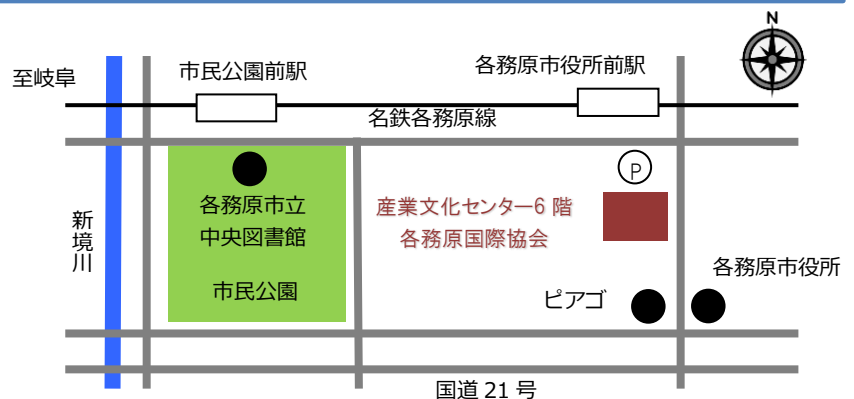 N
至岐阜
市民公園前駅
各務原市役所前駅
名鉄各務原線
P
各務原市立
中央図書館
市民公園
新境川
産業文化センター6 階
各務原国際協会
各務原市役所
ピアゴ
国道 21 号